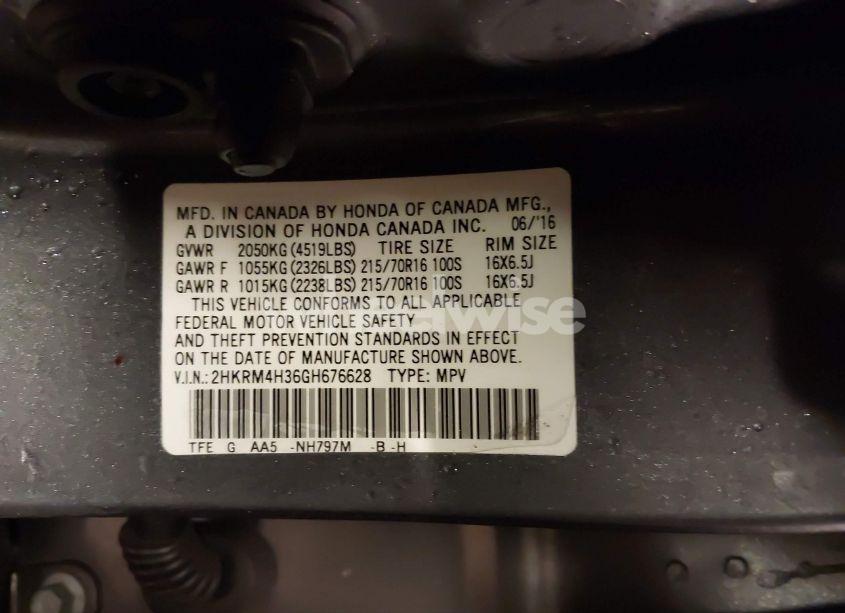 MFD. IN CANADA BY HONDA OF CANADA MFG.,
A DIVISION OF HONDA CANADA INC. 06/'16
GVWR 2050KG(4519LBS) TIRE SIZE RIM SIZE
GAWR F 1055KG(2326LBS) 215/70R16 100S 16X6.5J
GAWR R 1015KG(2238LBS) 215/70R16 100S 16X6.5J
THIS VEHICLE CONFORMS TO ALL APPLICABLE
FEDERAL MOTOR VEHICLE SAFETY
AND THEFT PREVENTION STANDARDS IN EFFECT
ON THE DATE OF MANUFACTURE SHOWN ABOVE.
V.I.N.:2HKRM4H36GH676628 TYPE: MPV
TFE G AA5 -NH797M -B -H